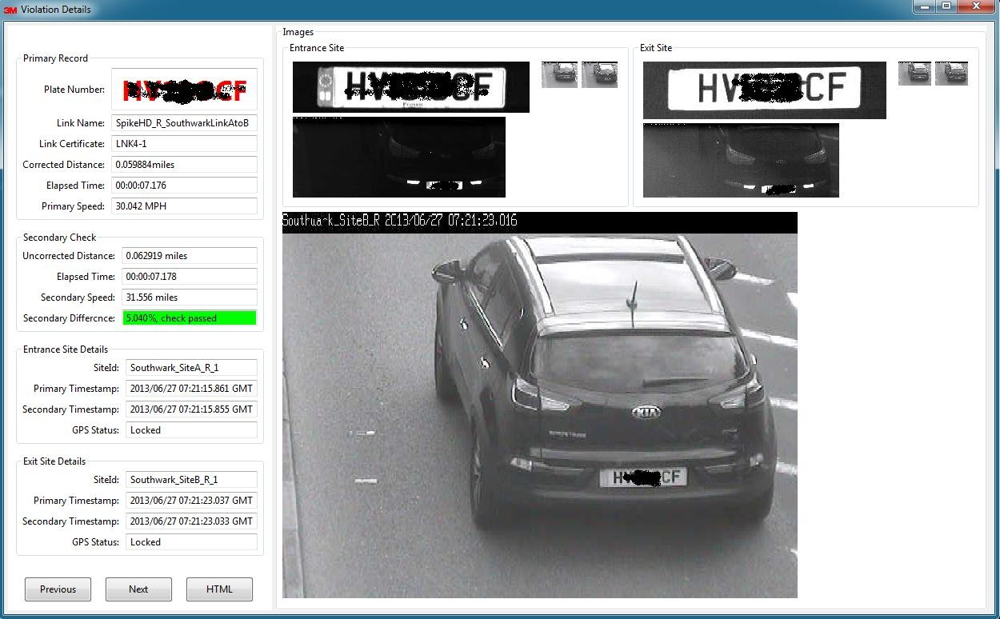 3M Violation Details
Primary Record
Plate Number: HV CF
Link Name: SpikeHD_R_SouthwarkLinkAtoB
Link Certificate: LNK4-1
Corrected Distance: 0.059884miles
Elapsed Time: 00:00:07.176
Primary Speed: 30.042 MPH
Secondary Check
Uncorrected Distance: 0.062919 miles
Elapsed Time: 00:00:07.178
Secondary Speed: 31.556 miles
Secondary Differcnce: 5.040%, check passed
Entrance Site Details
SiteId: Southwark_SiteA_R_1
Primary Timestamp: 2013/06/27 07:21:15.861 GMT
Secondary Timestamp: 2013/06/27 07:21:15.855 GMT
GPS Status: Locked
Exit Site Details
SiteId: Southwark_SiteB_R_1
Primary Timestamp: 2013/06/27 07:21:23.037 GMT
Secondary Timestamp: 2013/06/27 07:21:23.033 GMT
GPS Status: Locked
Previous Next HTML
Images
Entrance Site
HV CF
Exit Site
HV CF
Southwark_SiteB_R 2013/06/27 07:21:23.016
KIA
SPORTAGE
HV CF